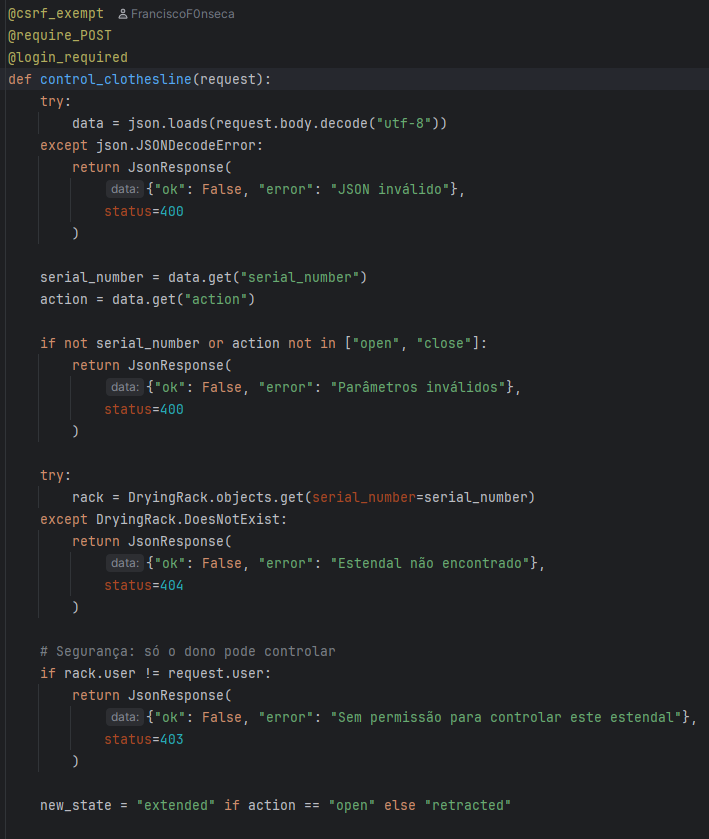 @csrf_exempt FranciscoF0nseca
@require_POST
@login_required
def control_clothesline(request):
    try:
        data = json.loads(request.body.decode("utf-8"))
    except json.JSONDecodeError:
        return JsonResponse(
            data: {"ok": False, "error": "JSON inválido"},
            status=400
        )
    serial_number = data.get("serial_number")
    action = data.get("action")
    if not serial_number or action not in ["open", "close"]:
        return JsonResponse(
            data: {"ok": False, "error": "Parâmetros inválidos"},
            status=400
        )
    try:
        rack = DryingRack.objects.get(serial_number=serial_number)
    except DryingRack.DoesNotExist:
        return JsonResponse(
            data: {"ok": False, "error": "Estendal não encontrado"},
            status=404
        )
    # Segurança: só o dono pode controlar
    if rack.user != request.user:
        return JsonResponse(
            data: {"ok": False, "error": "Sem permissão para controlar este estendal"},
            status=403
        )
    new_state = "extended" if action == "open" else "retracted"